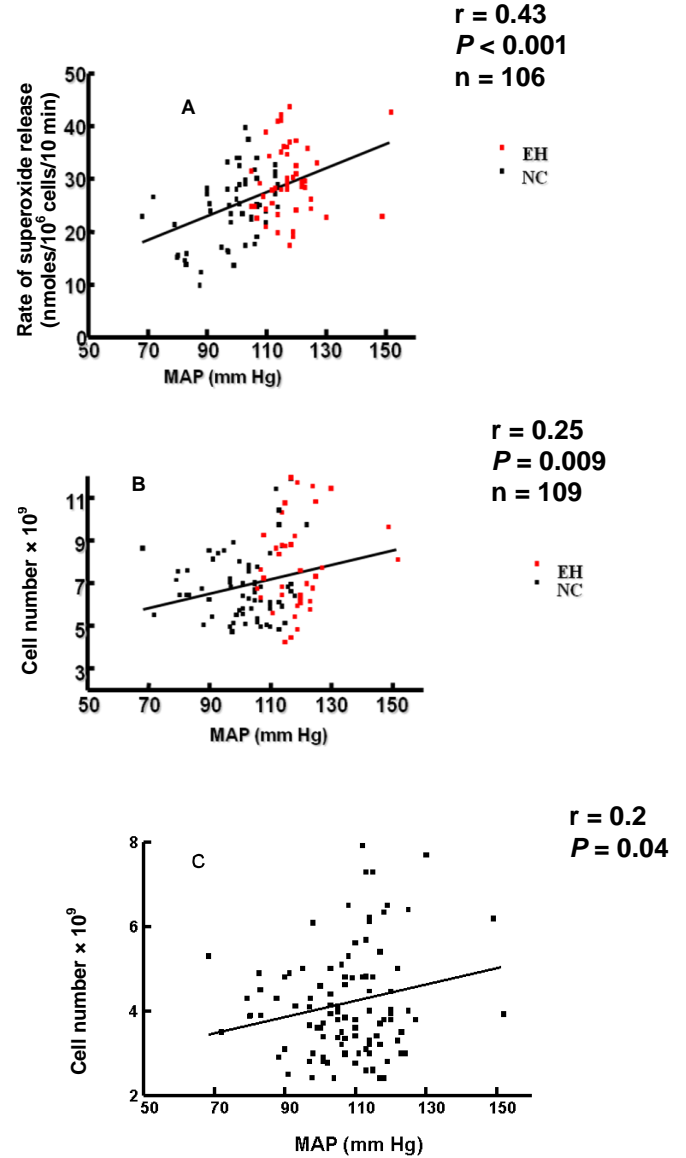 r = 0.43
P < 0.001
n = 106
A
Rate of superoxide release
(nmoles/10⁶ cells/10 min)
50
40
30
20
10
0
50 70 90 110 130 150
MAP (mm Hg)
EH
NC
r = 0.25
P = 0.009
n = 109
B
Cell number × 10⁹
11
9
7
5
3
50 70 90 110 130 150
MAP (mm Hg)
EH
NC
r = 0.2
P = 0.04
C
Cell number × 10⁹
8
6
4
2
50 70 90 110 130 150
MAP (mm Hg)